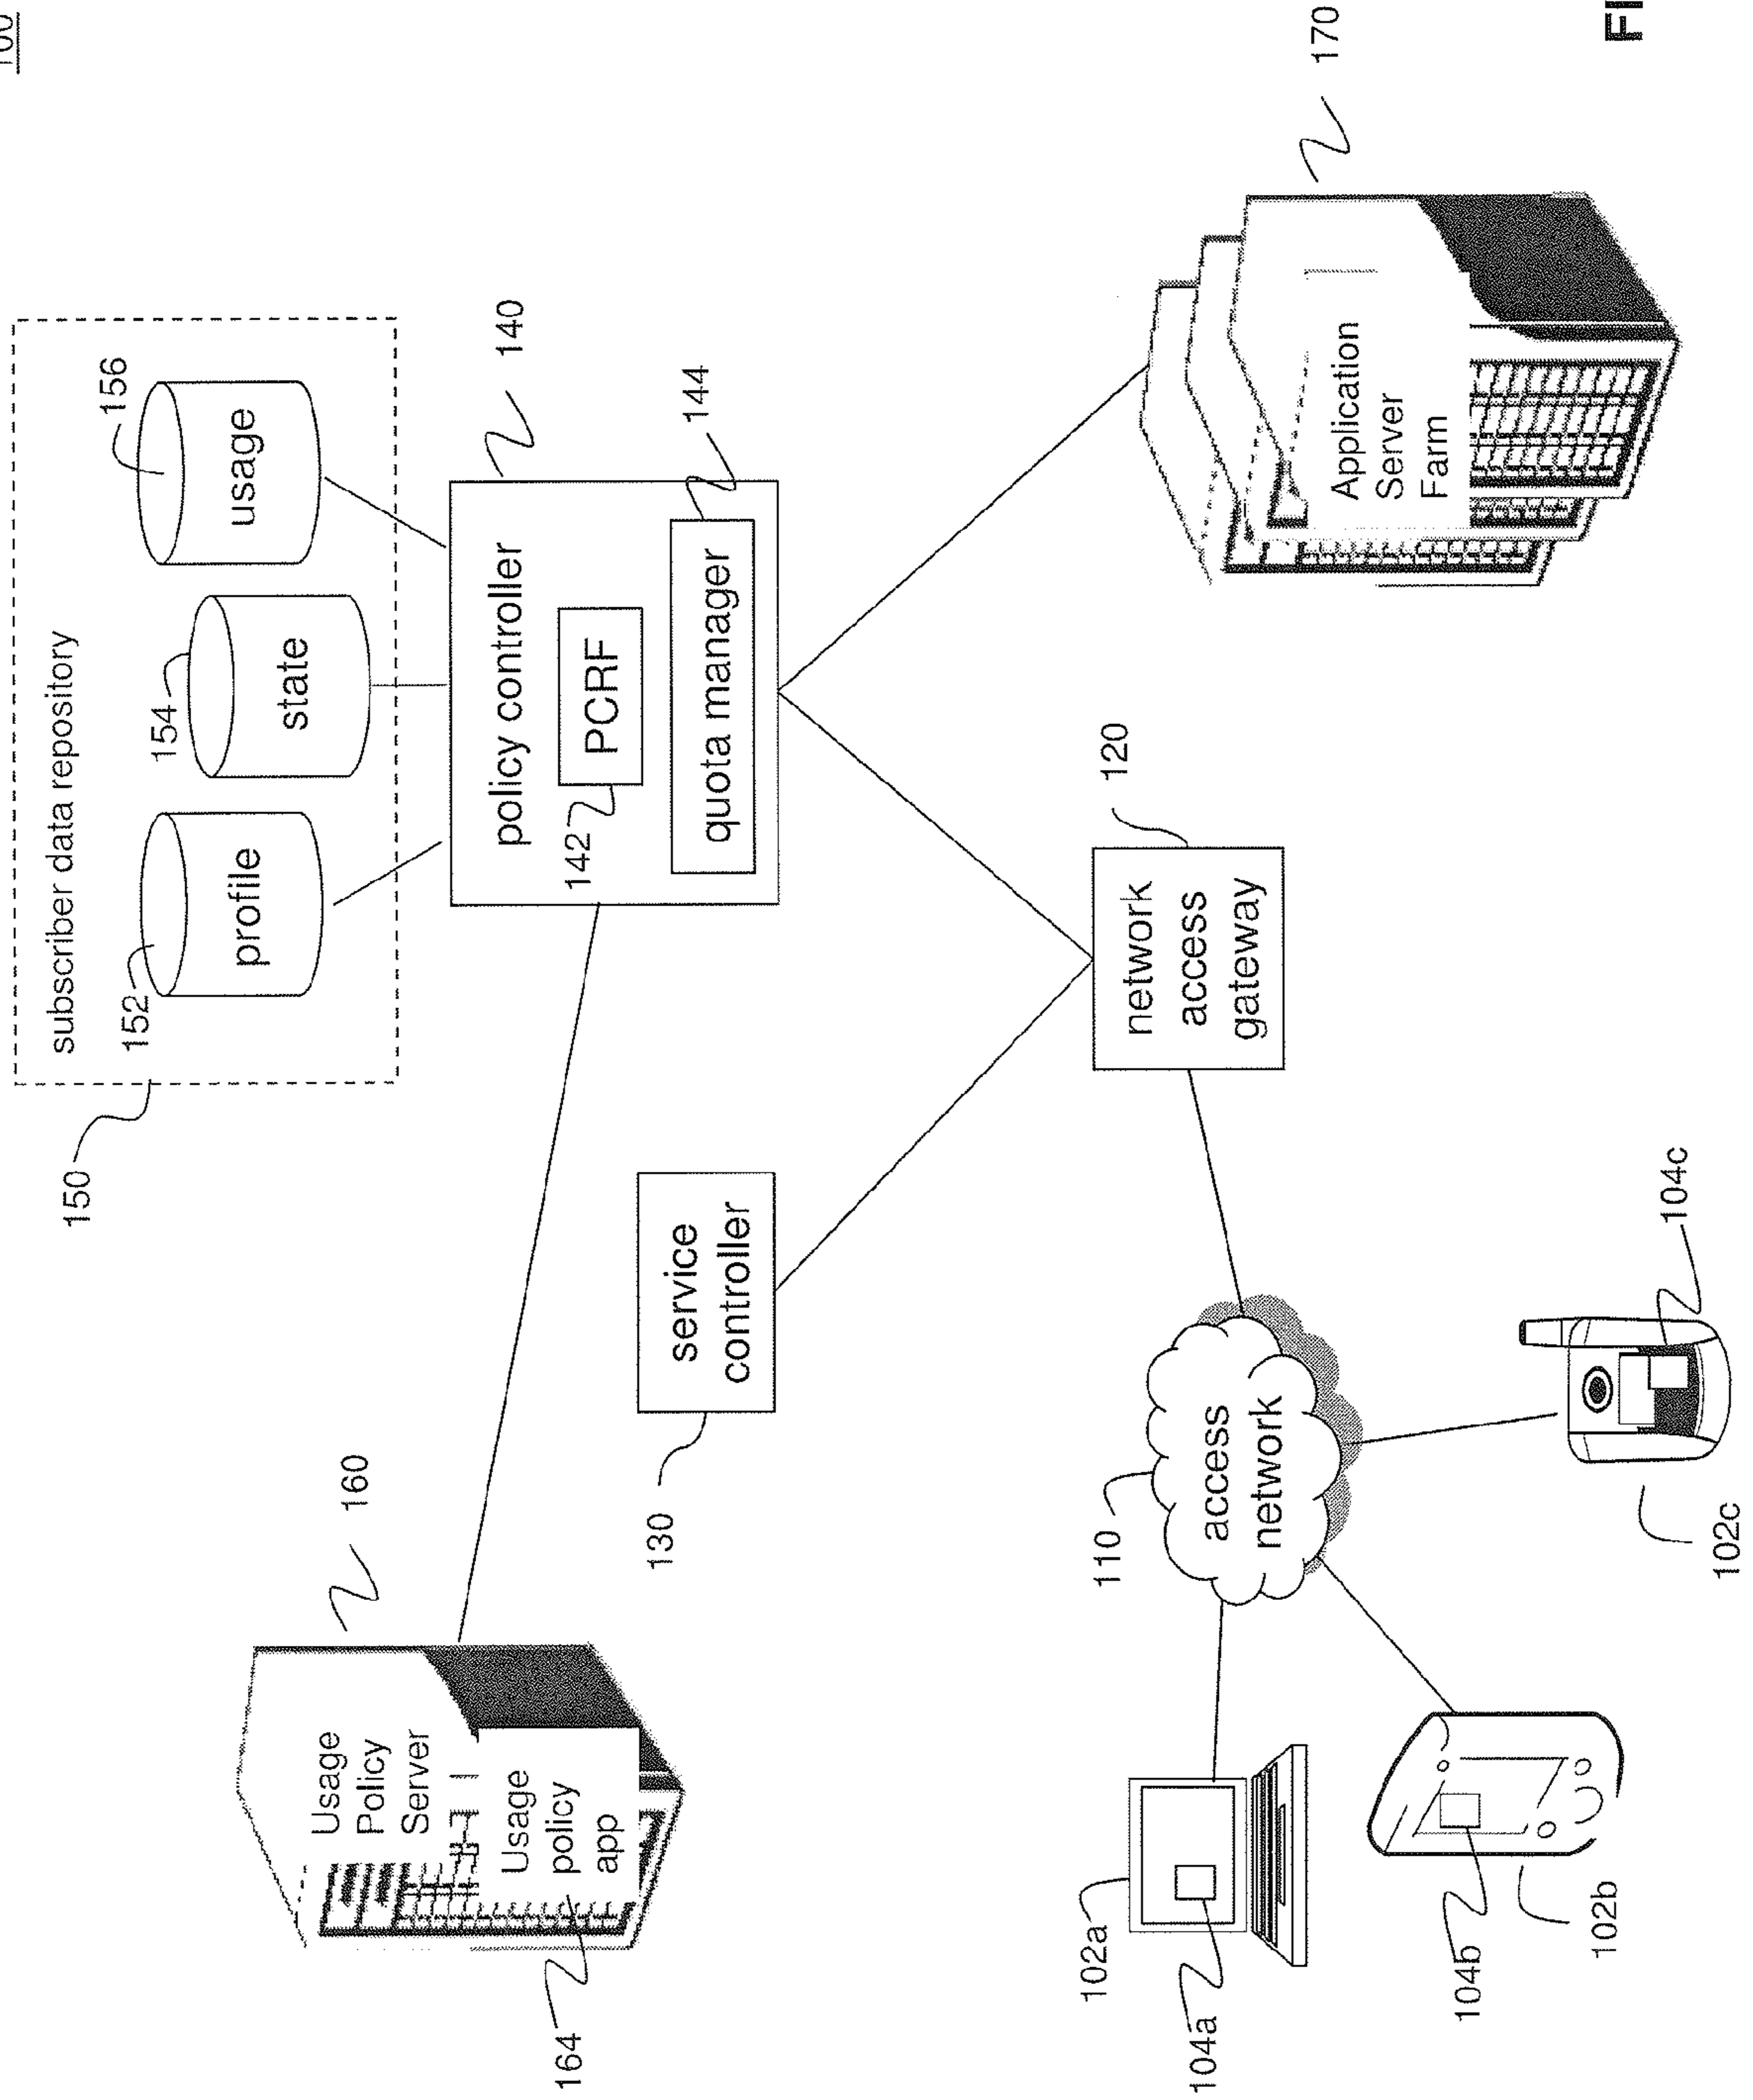 subscriber data repository
150
152
profile
154
state
156
usage
160
Usage
Policy
Server
Usage
policy
app
164
policy controller
140
142
PCRF
quota manager
144
130
service
controller
120
network
access
gateway
170
Application
Server
Farm
110
access
network
102a
104a
102b
104b
102c
104c